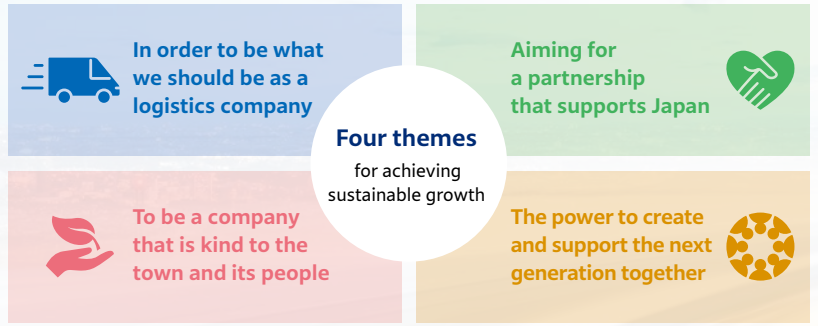 In order to be what
we should be as a
logistics company
Aiming for
a partnership
that supports Japan
Four themes
for achieving
sustainable growth
To be a company
that is kind to the
town and its people
The power to create
and support the next
generation together